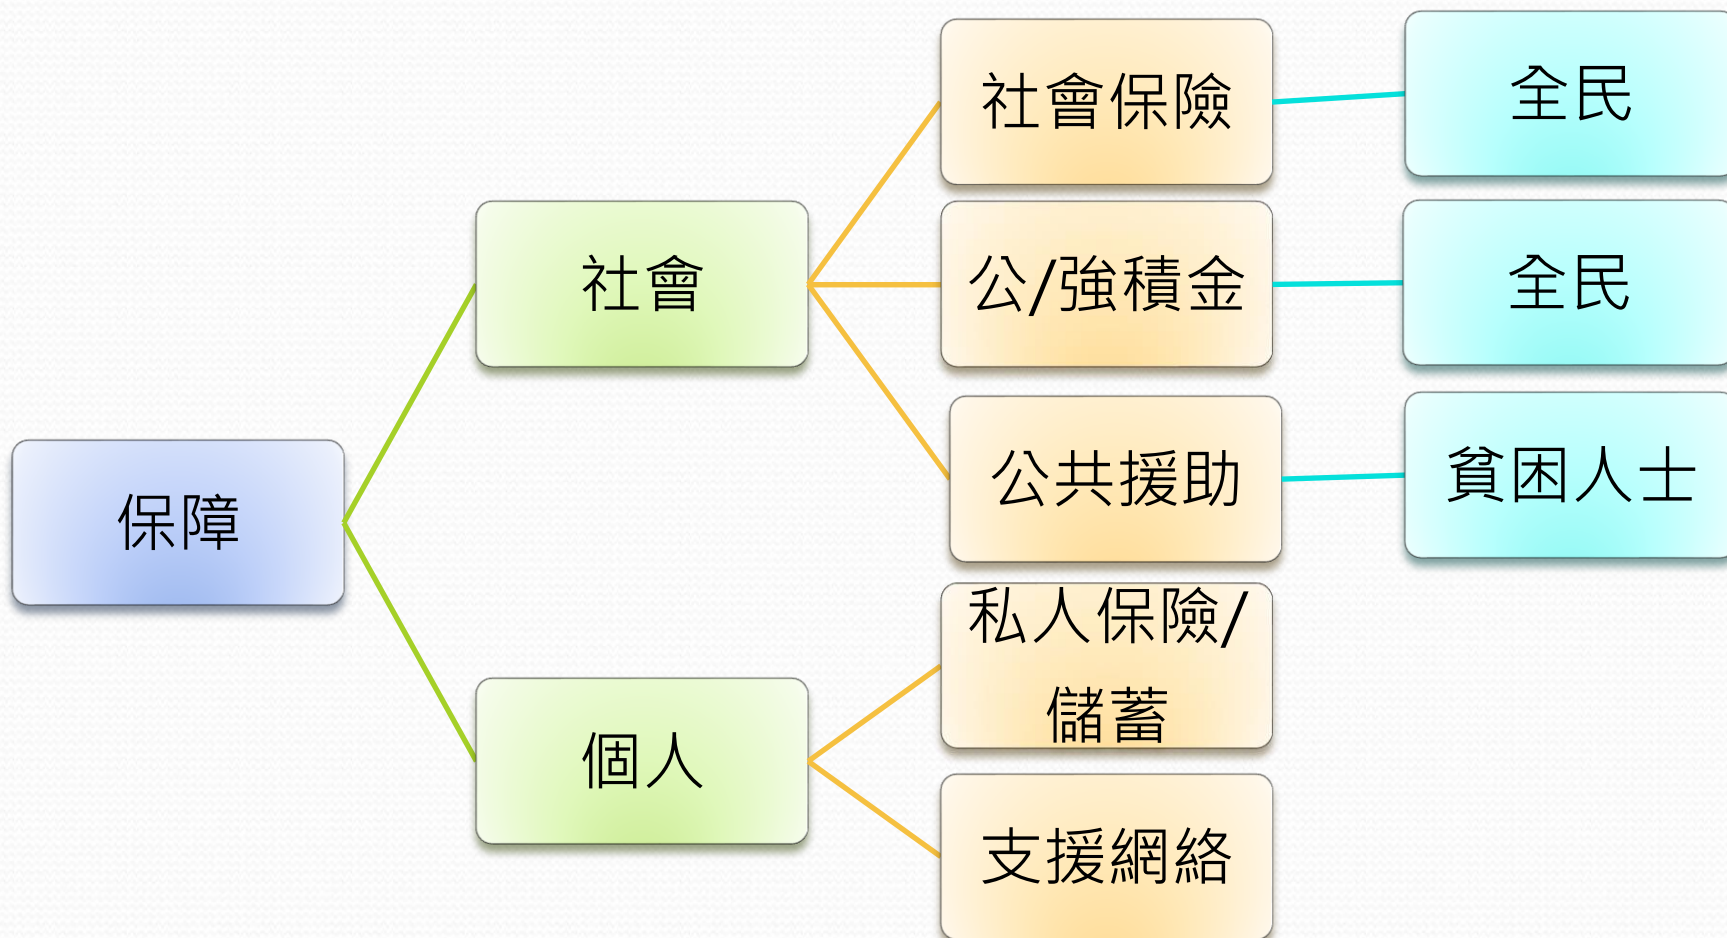 社會保險
全民
社會
公/強積金
全民
公共援助
貧困人士
保障
私人保險/
儲蓄
個人
支援網絡